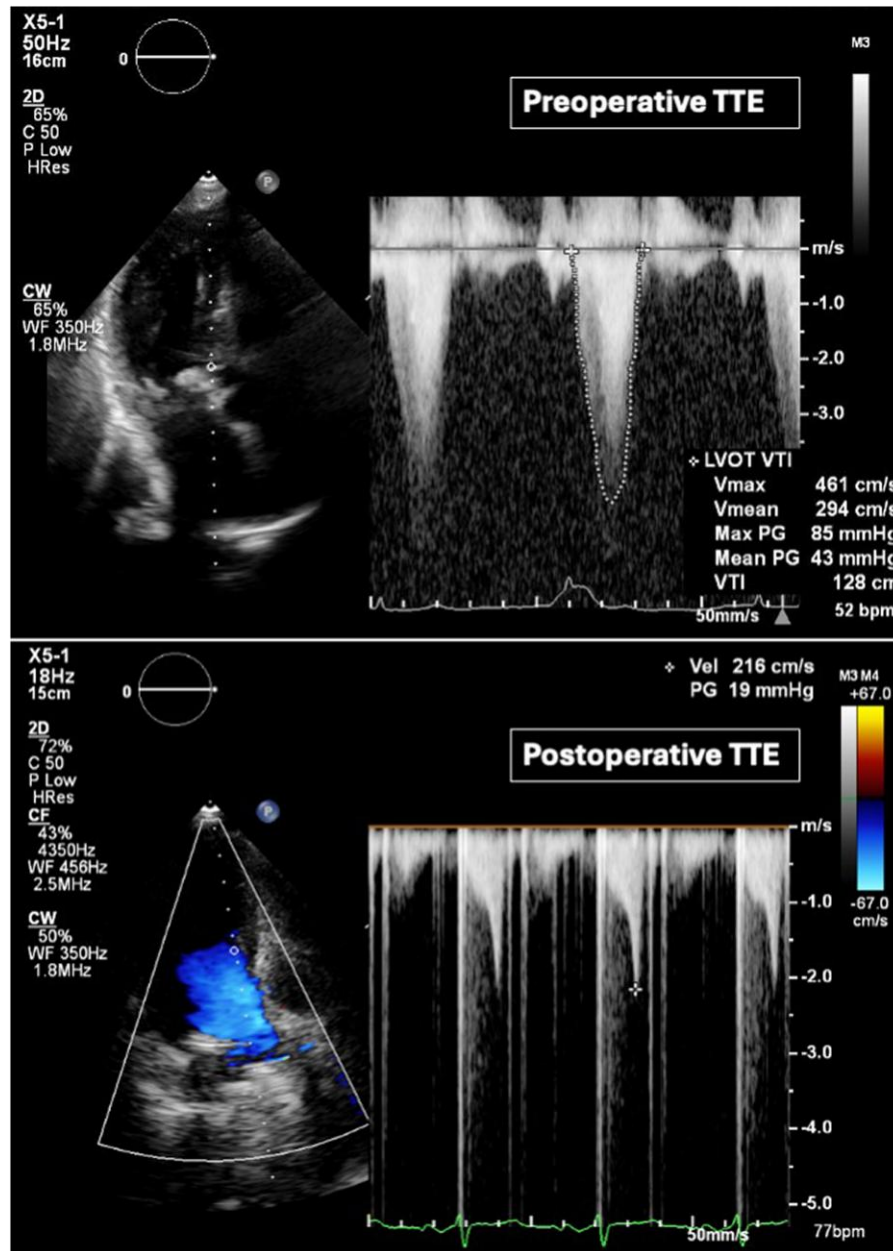 X5-1
50Hz
16cm
0
2D
65%
C 50
P Low
HRes
P
Preoperative TTE
M3
CW
65%
WF 350Hz
1.8MHz
m/s
-1.0
-2.0
-3.0
LVOT VTI
Vmax 461 cm/s
Vmean 294 cm/s
Max PG 85 mmHg
Mean PG 43 mmHg
VTI 128 cm
50mm/s
52 bpm
X5-1
18Hz
15cm
0
2D
72%
C 50
P Low
HRes
CF
43%
4350Hz
WF 456Hz
2.5MHz
CW
50%
WF 350Hz
1.8MHz
P
Vel 216 cm/s
PG 19 mmHg
Postoperative TTE
M3 M4
+67.0
-67.0
cm/s
m/s
-1.0
-2.0
-3.0
-4.0
-5.0
50mm/s
77bpm